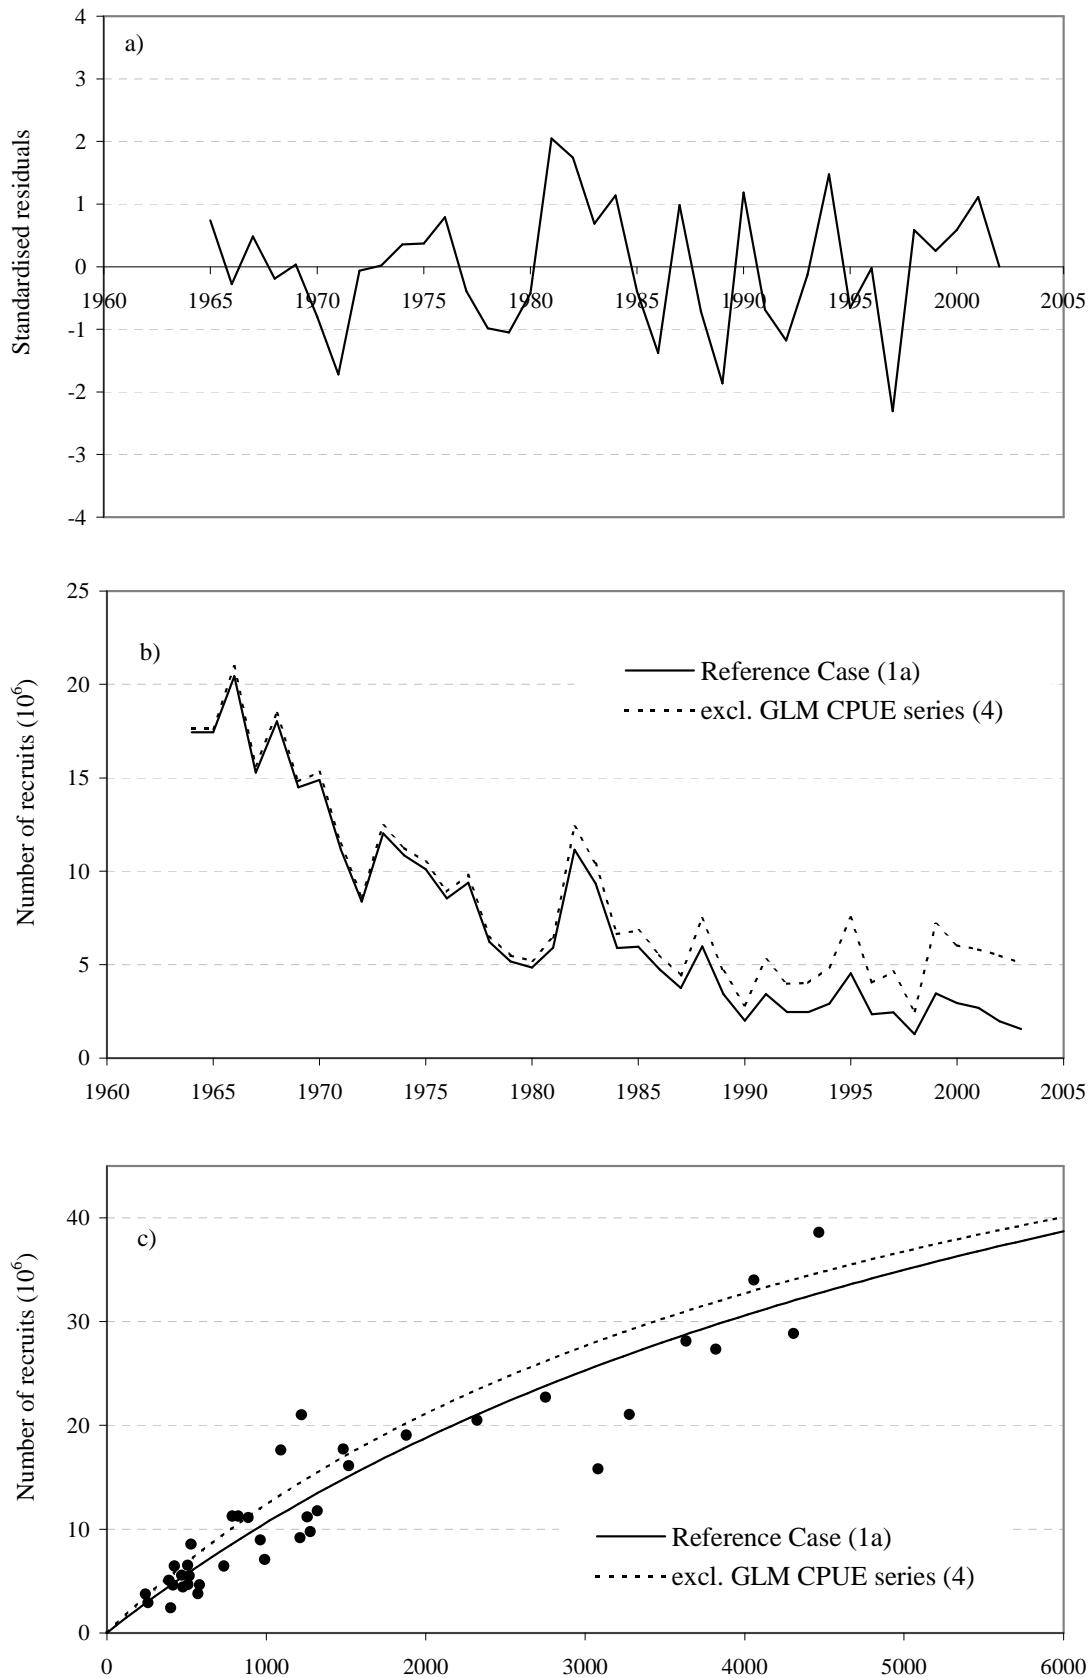 4
a)
3
2
1
0
-1
-2
-3
-4
Standardised residuals
1960 1965 1970 1975 1980 1985 1990 1995 2000 2005
25
b)
20
15
10
5
0
Number of recruits (10⁶)
Reference Case (1a)
excl. GLM CPUE series (4)
1960 1965 1970 1975 1980 1985 1990 1995 2000 2005
40
c)
30
20
10
0
Number of recruits (10⁶)
Reference Case (1a)
excl. GLM CPUE series (4)
0 1000 2000 3000 4000 5000 6000